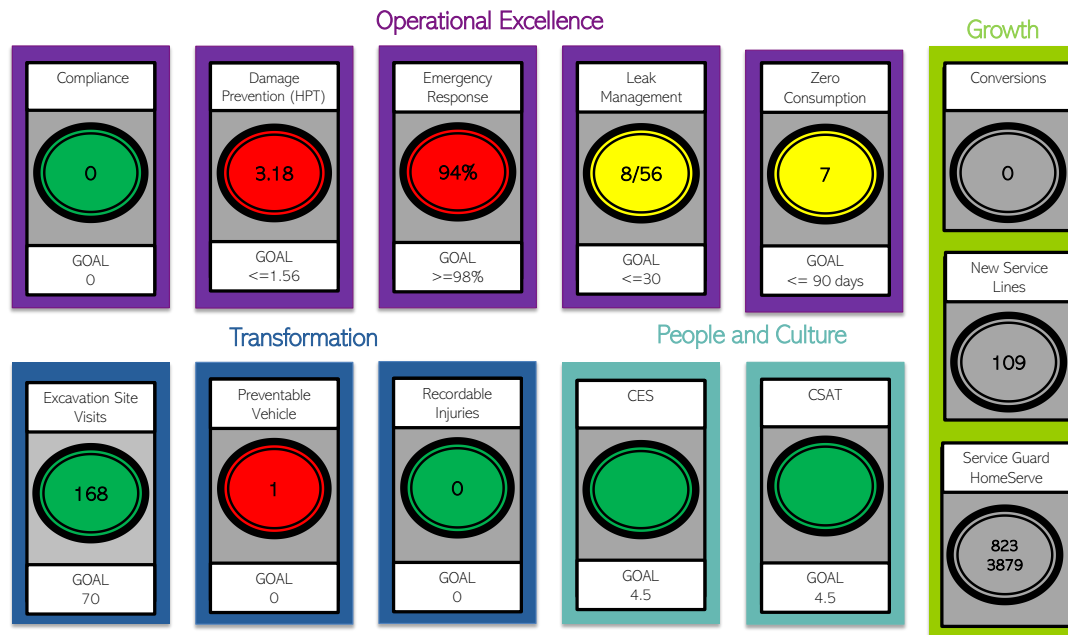 Operational Excellence
Growth
Compliance
0
GOAL
0
Damage
Prevention (HPT)
3.18
GOAL
<=1.56
Emergency
Response
94%
GOAL
>=98%
Leak
Management
8/56
GOAL
<=30
Zero
Consumption
7
GOAL
<= 90 days
Conversions
0
New Service
Lines
109
Service Guard
HomeServe
823
3879
Transformation
People and Culture
Excavation Site
Visits
168
GOAL
70
Preventable
Vehicle
1
GOAL
0
Recordable
Injuries
0
GOAL
0
CES
GOAL
4.5
CSAT
GOAL
4.5